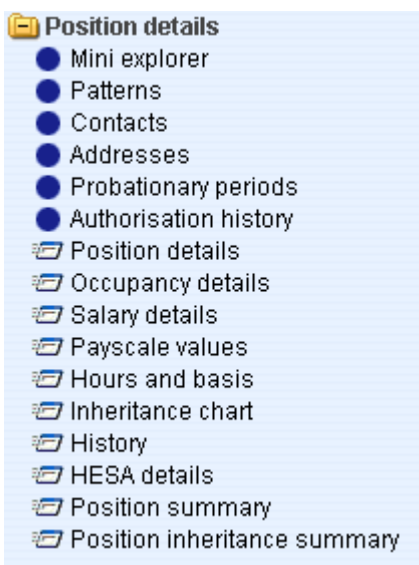 Position details
Mini explorer
Patterns
Contacts
Addresses
Probationary periods
Authorisation history
Position details
Occupancy details
Salary details
Payscale values
Hours and basis
Inheritance chart
History
HESA details
Position summary
Position inheritance summary